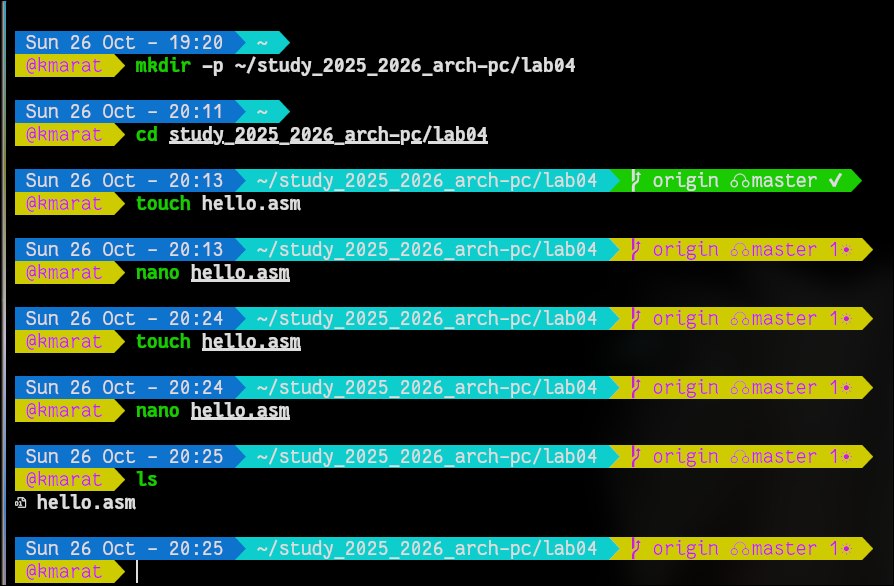 Sun 26 Oct - 19:20 ~
@kmarat mkdir -p ~/study_2025_2026_arch-pc/lab04
Sun 26 Oct - 20:11 ~
@kmarat cd study_2025_2026_arch-pc/lab04
Sun 26 Oct - 20:13 ~/study_2025_2026_arch-pc/lab04 origin master ✓
@kmarat touch hello.asm
Sun 26 Oct - 20:13 ~/study_2025_2026_arch-pc/lab04 origin master 1☀
@kmarat nano hello.asm
Sun 26 Oct - 20:24 ~/study_2025_2026_arch-pc/lab04 origin master 1☀
@kmarat touch hello.asm
Sun 26 Oct - 20:24 ~/study_2025_2026_arch-pc/lab04 origin master 1☀
@kmarat nano hello.asm
Sun 26 Oct - 20:25 ~/study_2025_2026_arch-pc/lab04 origin master 1☀
@kmarat ls
hello.asm
Sun 26 Oct - 20:25 ~/study_2025_2026_arch-pc/lab04 origin master 1☀
@kmarat